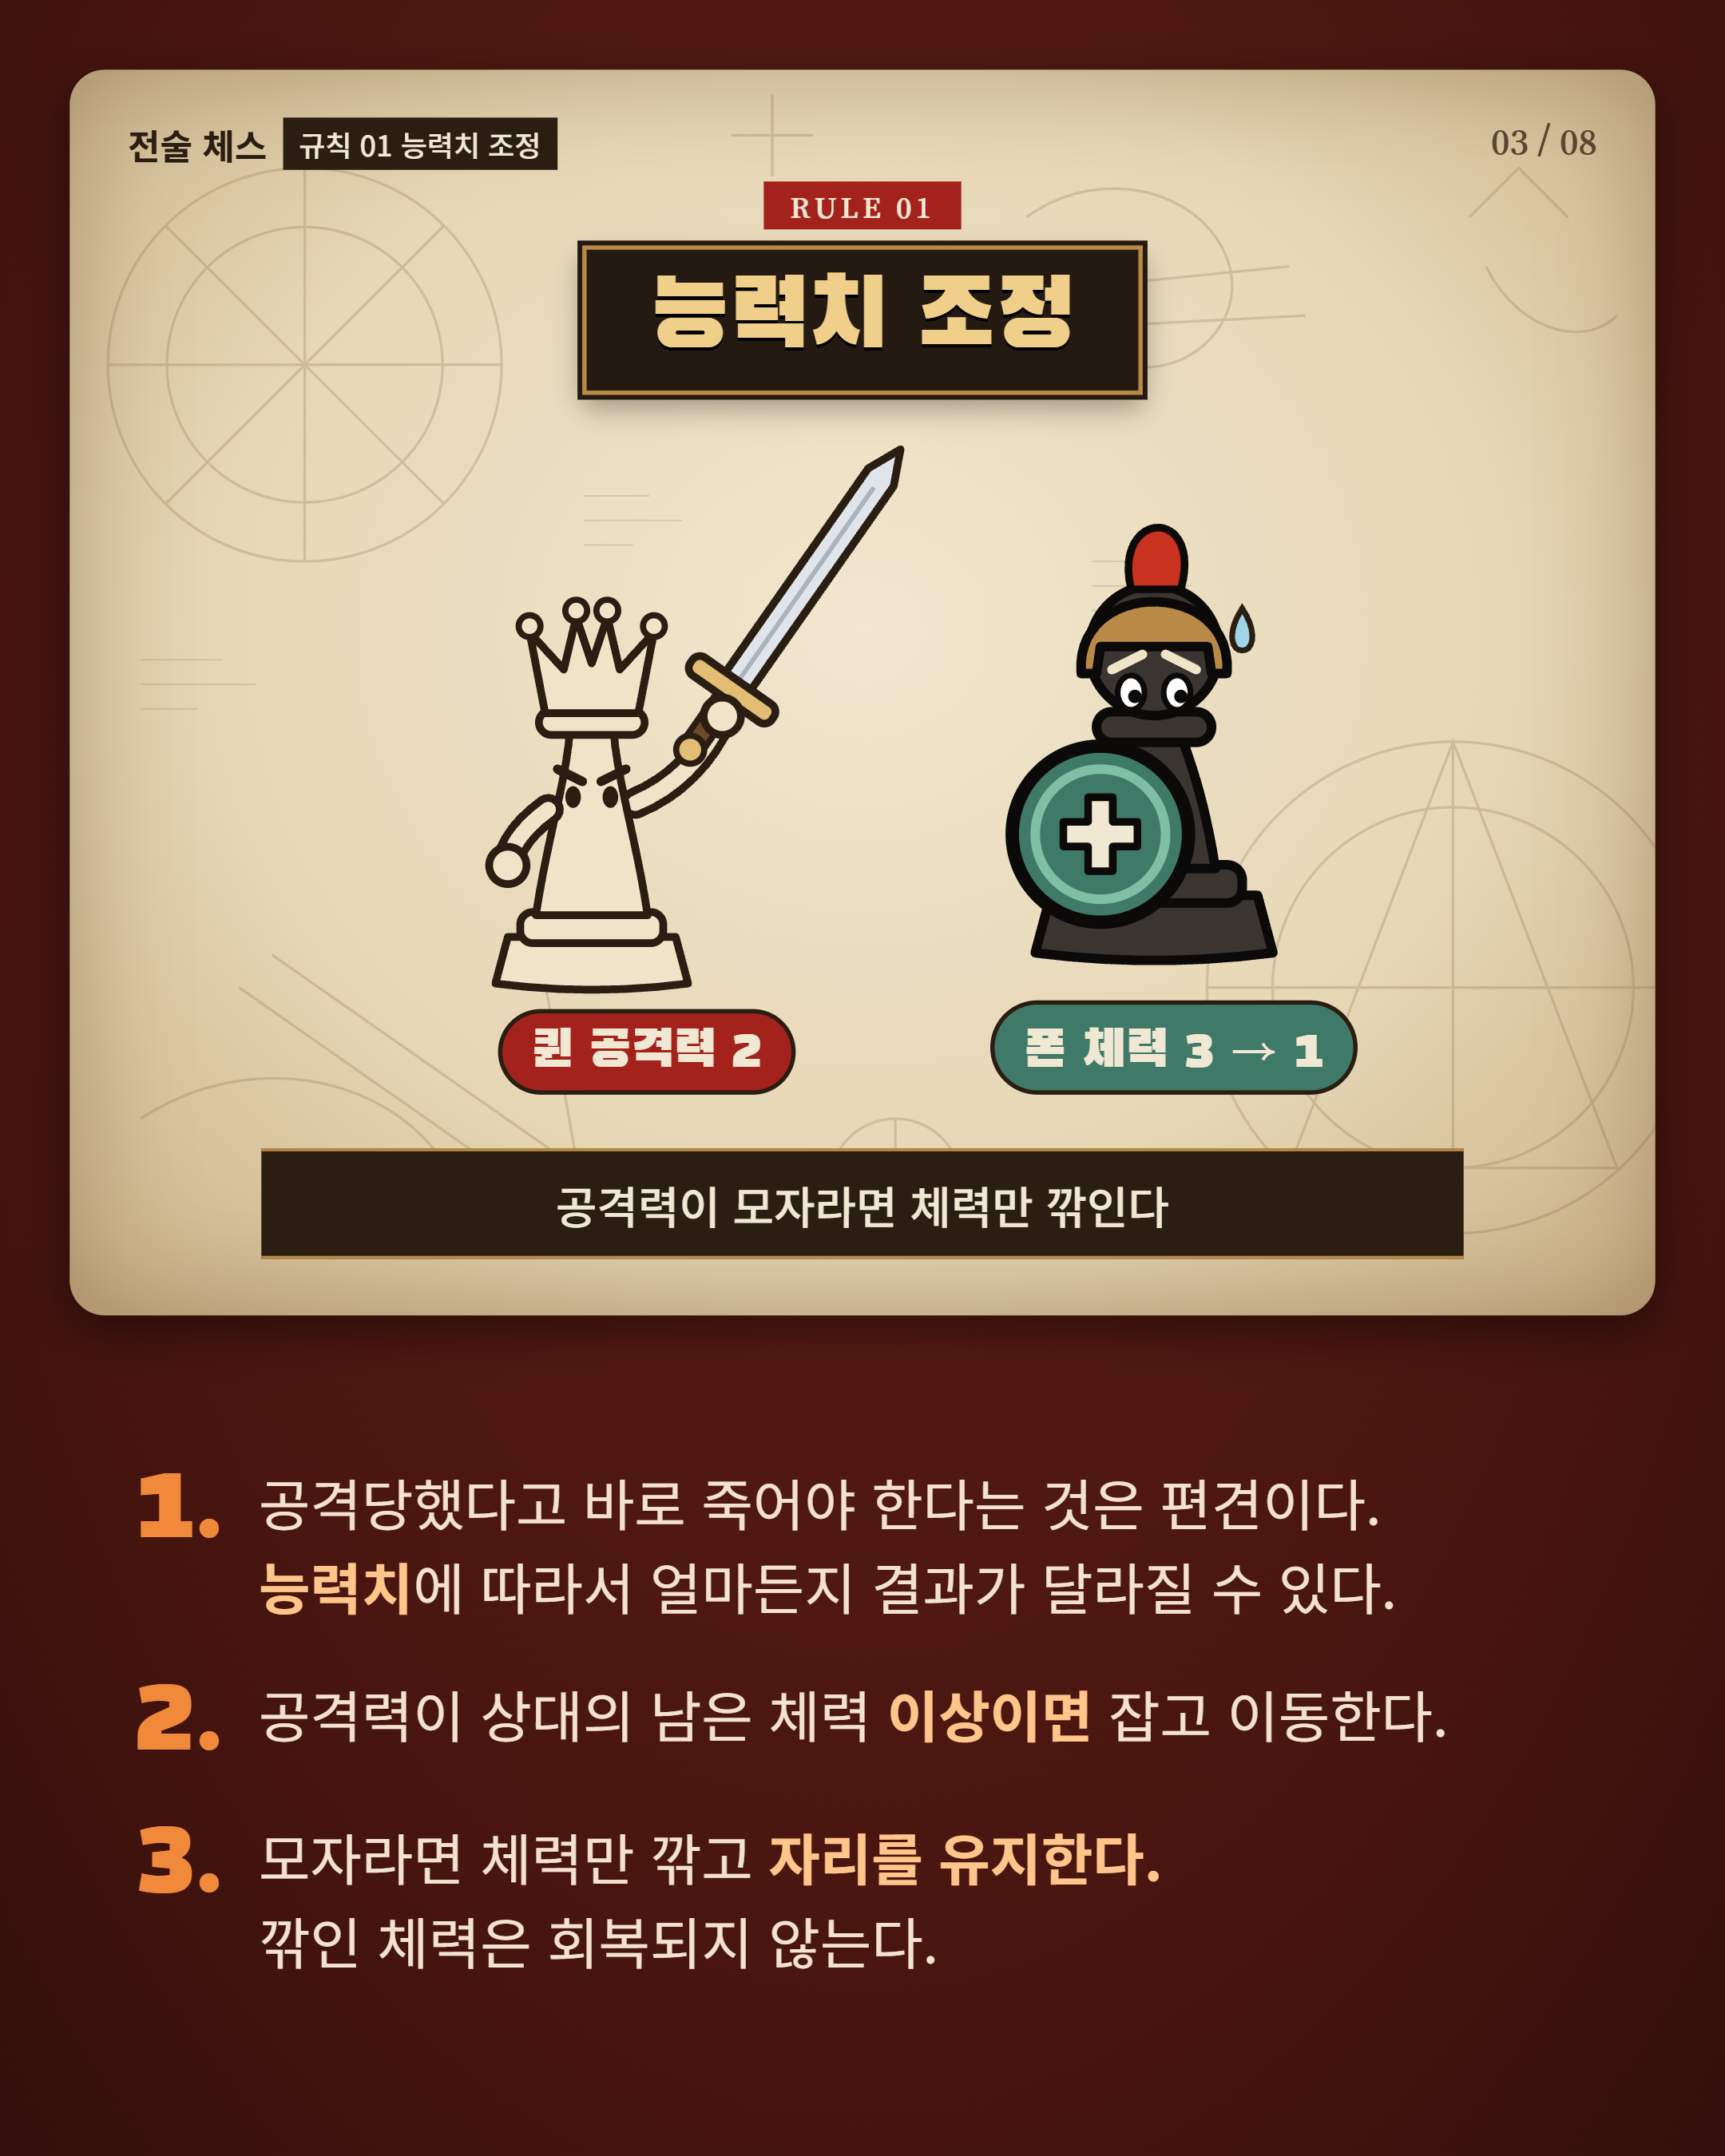 전술 체스 규칙 01 능력치 조정
03 / 08
RULE 01
능력치 조정
퀸 공격력 2
폰 체력 3 → 1
공격력이 모자라면 체력만 깎인다
1. 공격당했다고 바로 죽어야 한다는 것은 편견이다.
능력치에 따라서 얼마든지 결과가 달라질 수 있다.
2. 공격력이 상대의 남은 체력 이상이면 잡고 이동한다.
3. 모자라면 체력만 깎고 자리를 유지한다.
깎인 체력은 회복되지 않는다.